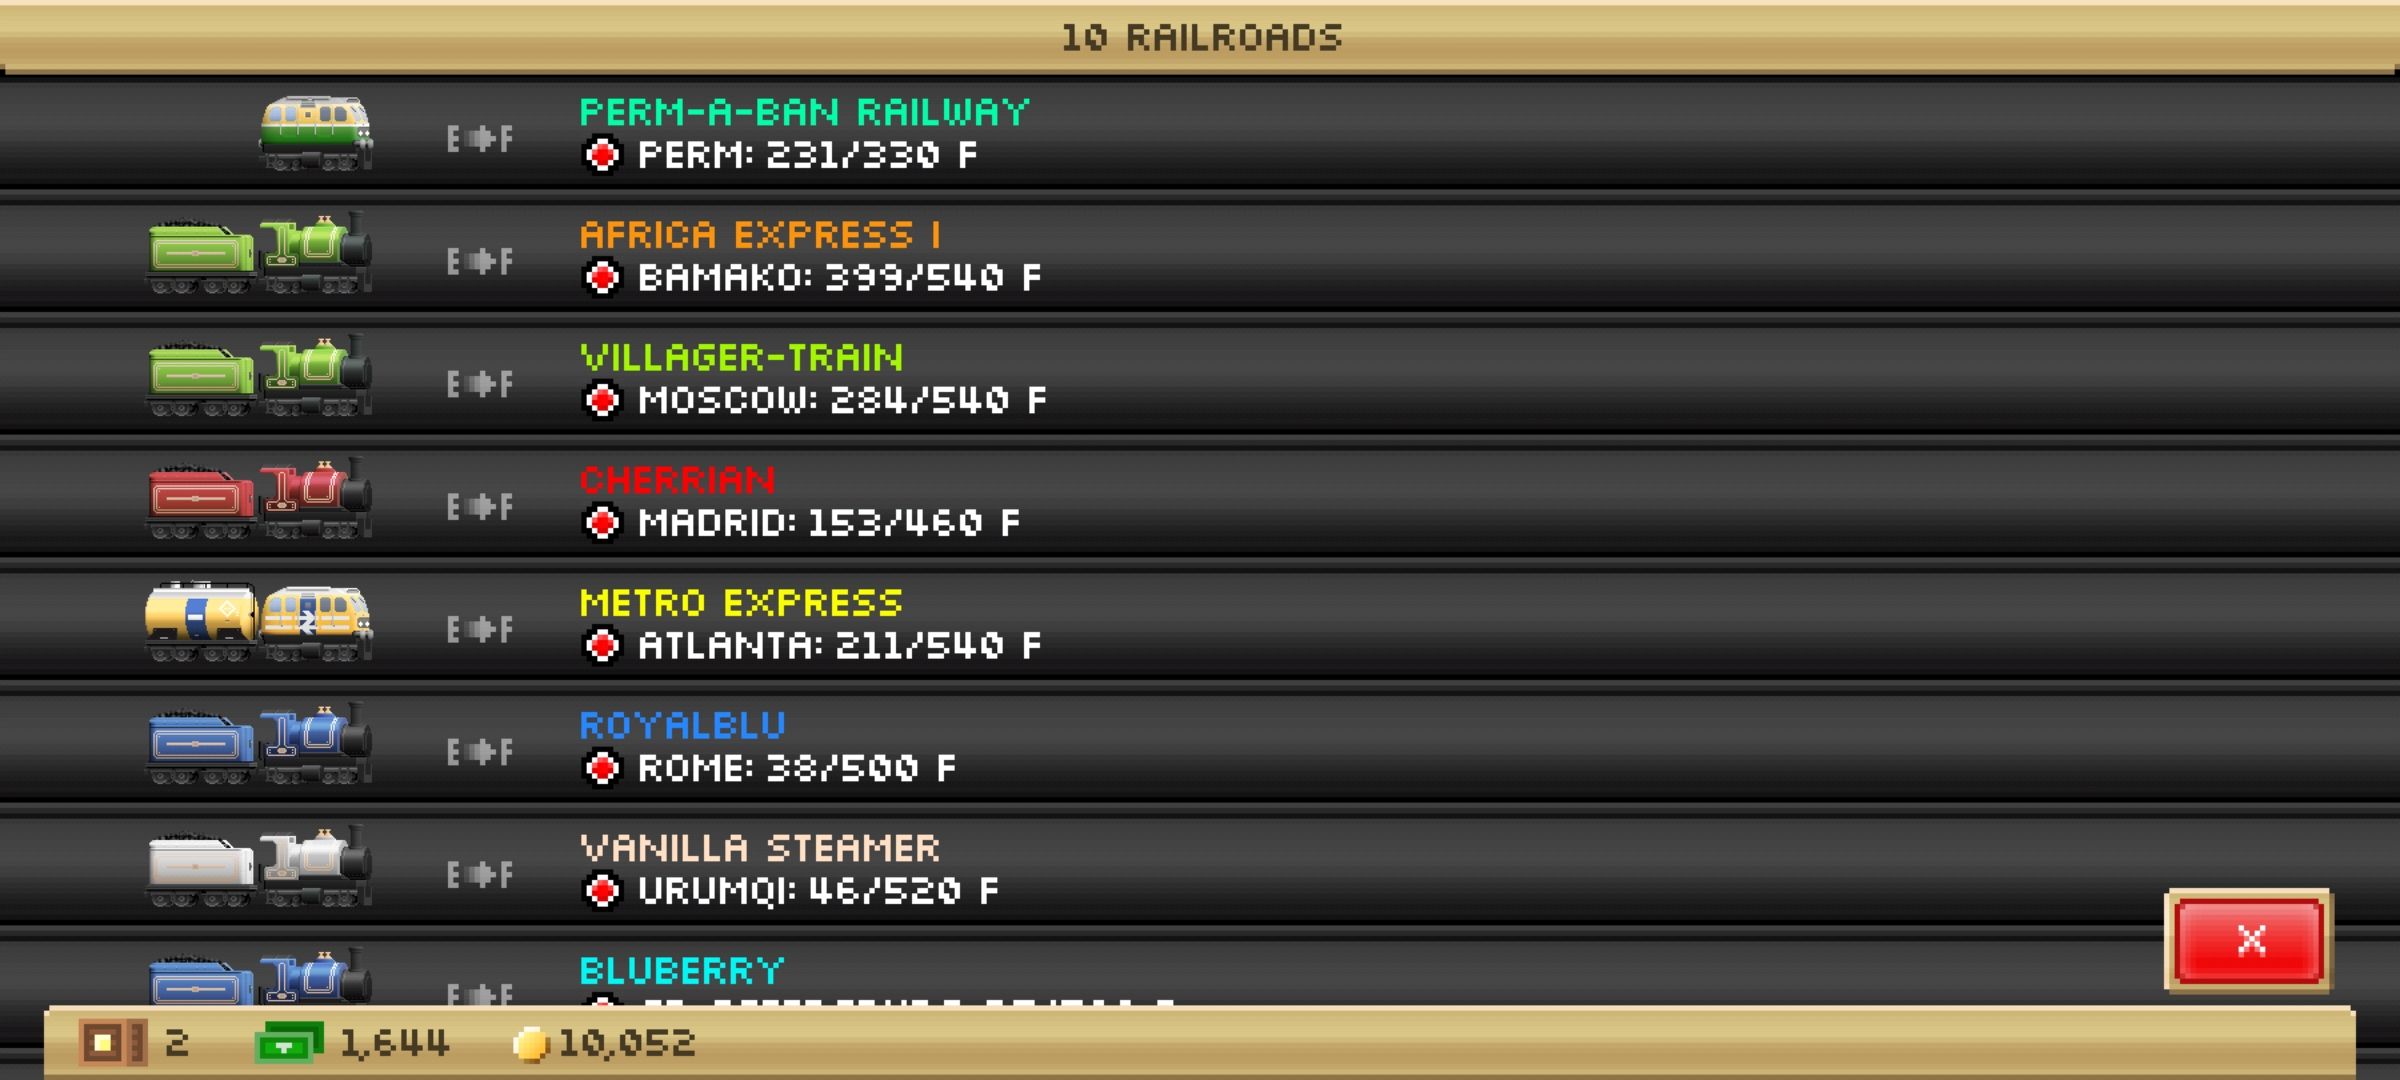 10 RAILROADS
E F
PERM-A-BAN RAILWAY
PERM: 231/330 F
E F
AFRICA EXPRESS I
BAMAKO: 399/540 F
E F
VILLAGER-TRAIN
MOSCOW: 284/540 F
E F
CHERRIAN
MADRID: 153/460 F
E F
METRO EXPRESS
ATLANTA: 211/540 F
E F
ROYALBLU
ROME: 38/500 F
E F
VANILLA STEAMER
URUMQI: 46/520 F
E F
BLUBERRY
X
2 1,644 10,052